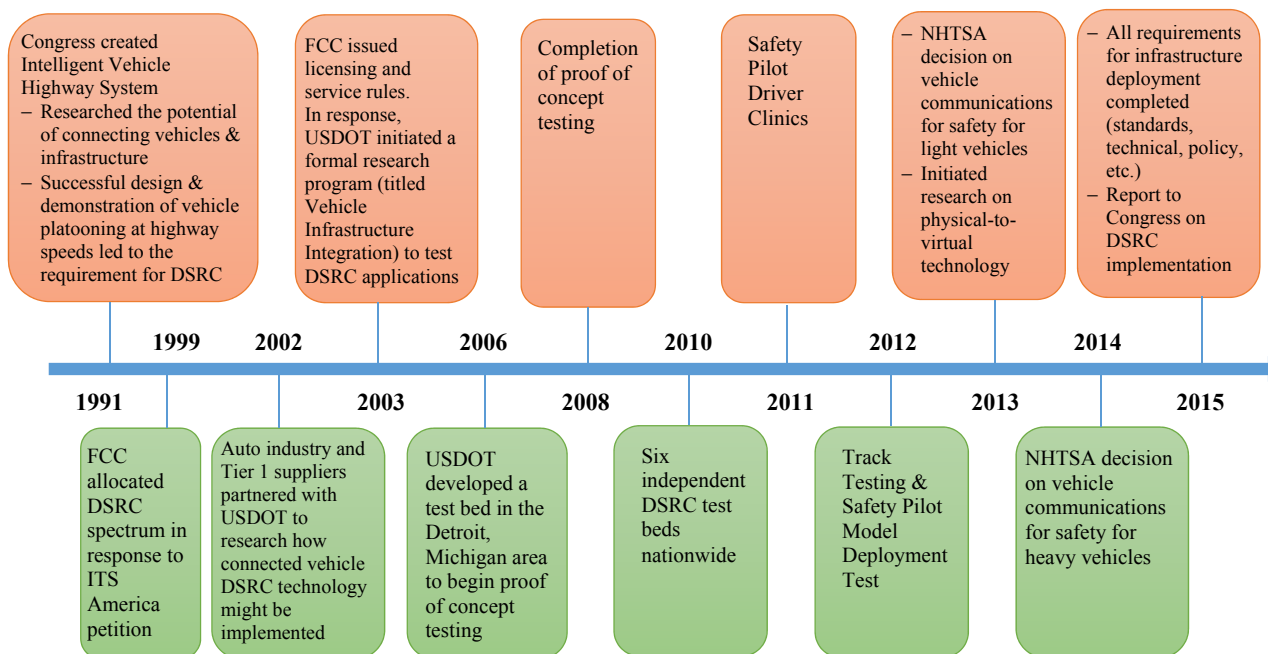 Congress created
Intelligent Vehicle
Highway System
– Researched the potential
of connecting vehicles &
infrastructure
– Successful design &
demonstration of vehicle
platooning at highway
speeds led to the
requirement for DSRC
FCC issued
licensing and
service rules.
In response,
USDOT initiated a
formal research
program (titled
Vehicle
Infrastructure
Integration) to test
DSRC applications
Completion
of proof of
concept
testing
Safety
Pilot
Driver
Clinics
– NHTSA
decision on
vehicle
communications
for safety for
light vehicles
– Initiated
research on
physical-to-
virtual
technology
– All requirements
for infrastructure
deployment
completed
(standards,
technical, policy,
etc.)
– Report to
Congress on
DSRC
implementation
1999 2002 2006 2010 2012 2014
1991 2003 2008 2011 2013 2015
FCC
allocated
DSRC
spectrum in
response to
ITS
America
petition
Auto industry and
Tier 1 suppliers
partnered with
USDOT to
research how
connected vehicle
DSRC technology
might be
implemented
USDOT
developed a
test bed in the
Detroit,
Michigan area
to begin proof
of concept
testing
Six
independent
DSRC test
beds
nationwide
Track
Testing &
Safety Pilot
Model
Deployment
Test
NHTSA decision
on vehicle
communications
for safety for
heavy vehicles